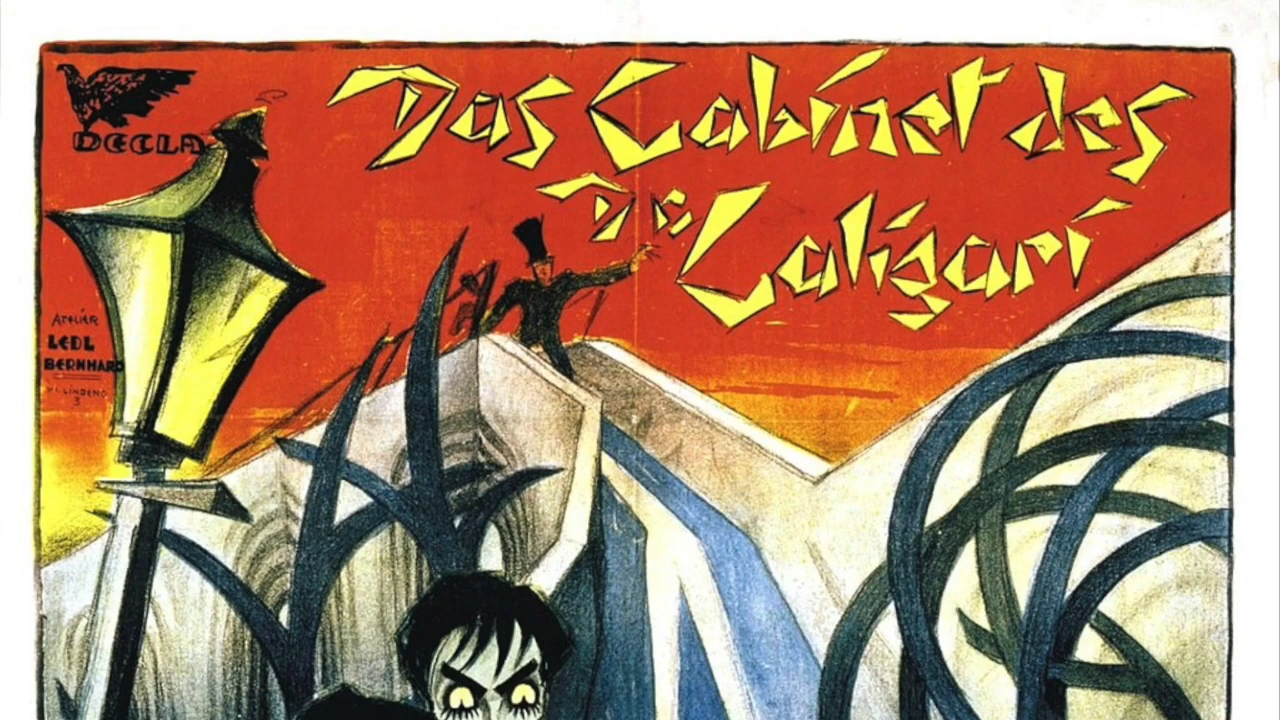 DECLA
Das Cabinet des
Dr. Caligari
ATELIER
LEDL
BERNHARD